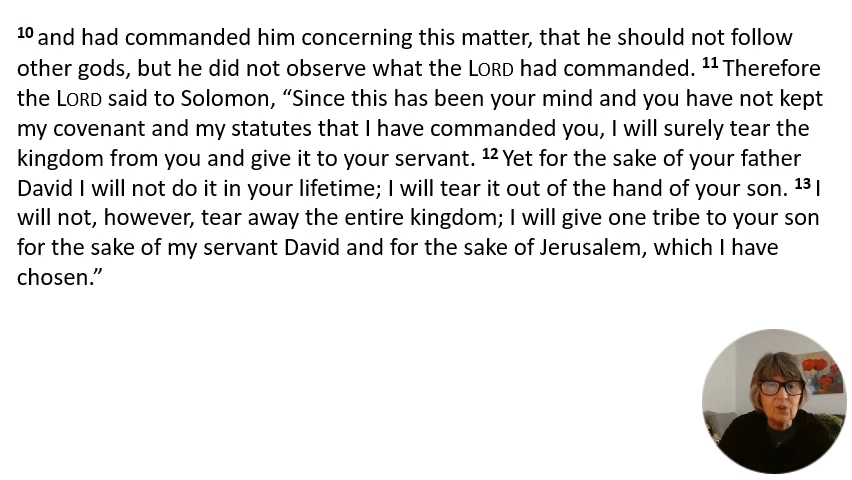 10 and had commanded him concerning this matter, that he should not follow
other gods, but he did not observe what the LORD had commanded. 11 Therefore
the LORD said to Solomon, “Since this has been your mind and you have not kept
my covenant and my statutes that I have commanded you, I will surely tear the
kingdom from you and give it to your servant. 12 Yet for the sake of your father
David I will not do it in your lifetime; I will tear it out of the hand of your son. 13 I
will not, however, tear away the entire kingdom; I will give one tribe to your son
for the sake of my servant David and for the sake of Jerusalem, which I have
chosen.”